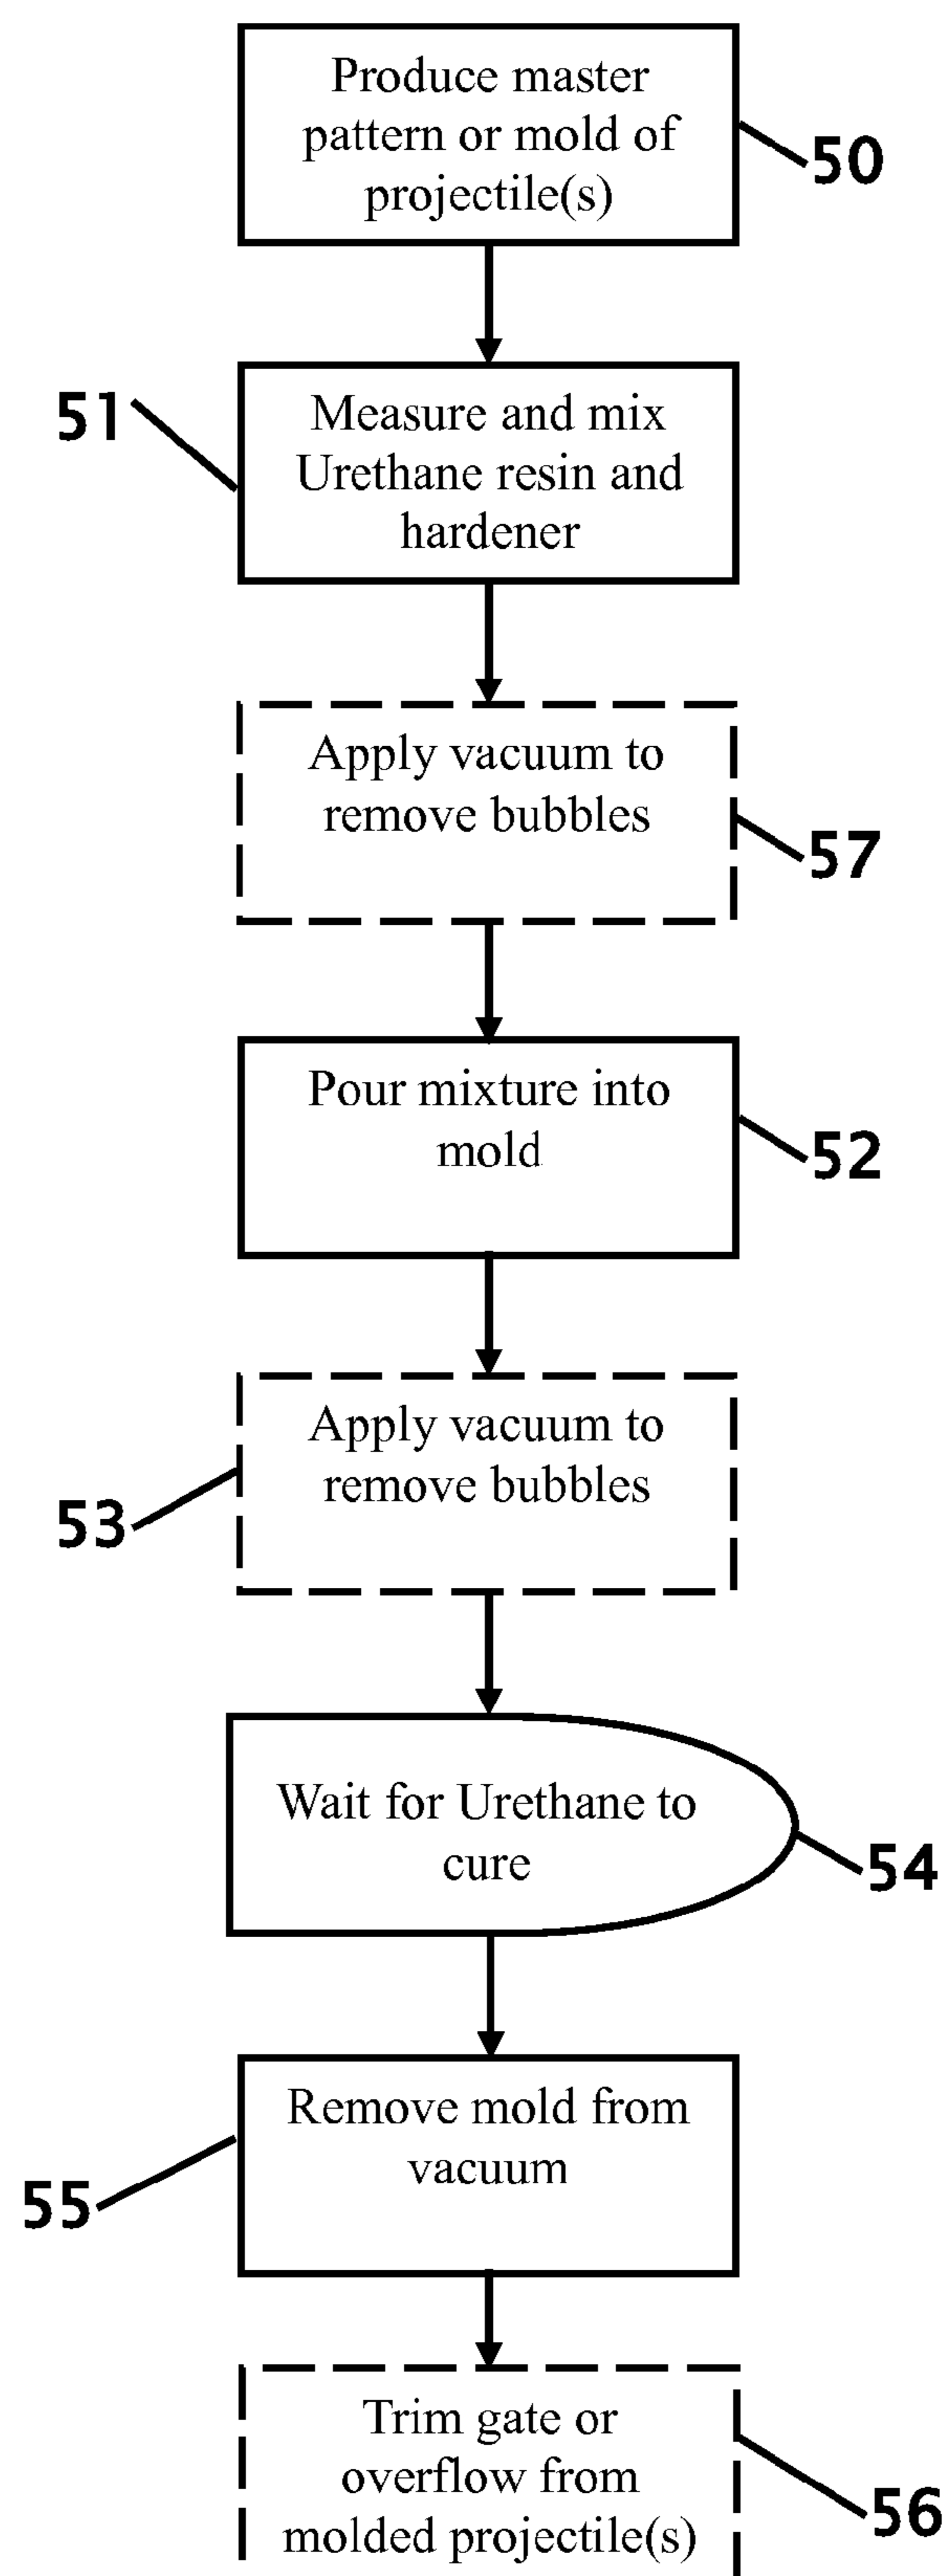 Produce master
pattern or mold of
projectile(s)
50
51
Measure and mix
Urethane resin and
hardener
Apply vacuum to
remove bubbles
57
Pour mixture into
mold
52
Apply vacuum to
remove bubbles
53
Wait for Urethane to
cure
54
Remove mold from
vacuum
55
Trim gate or
overflow from
molded projectile(s)
56